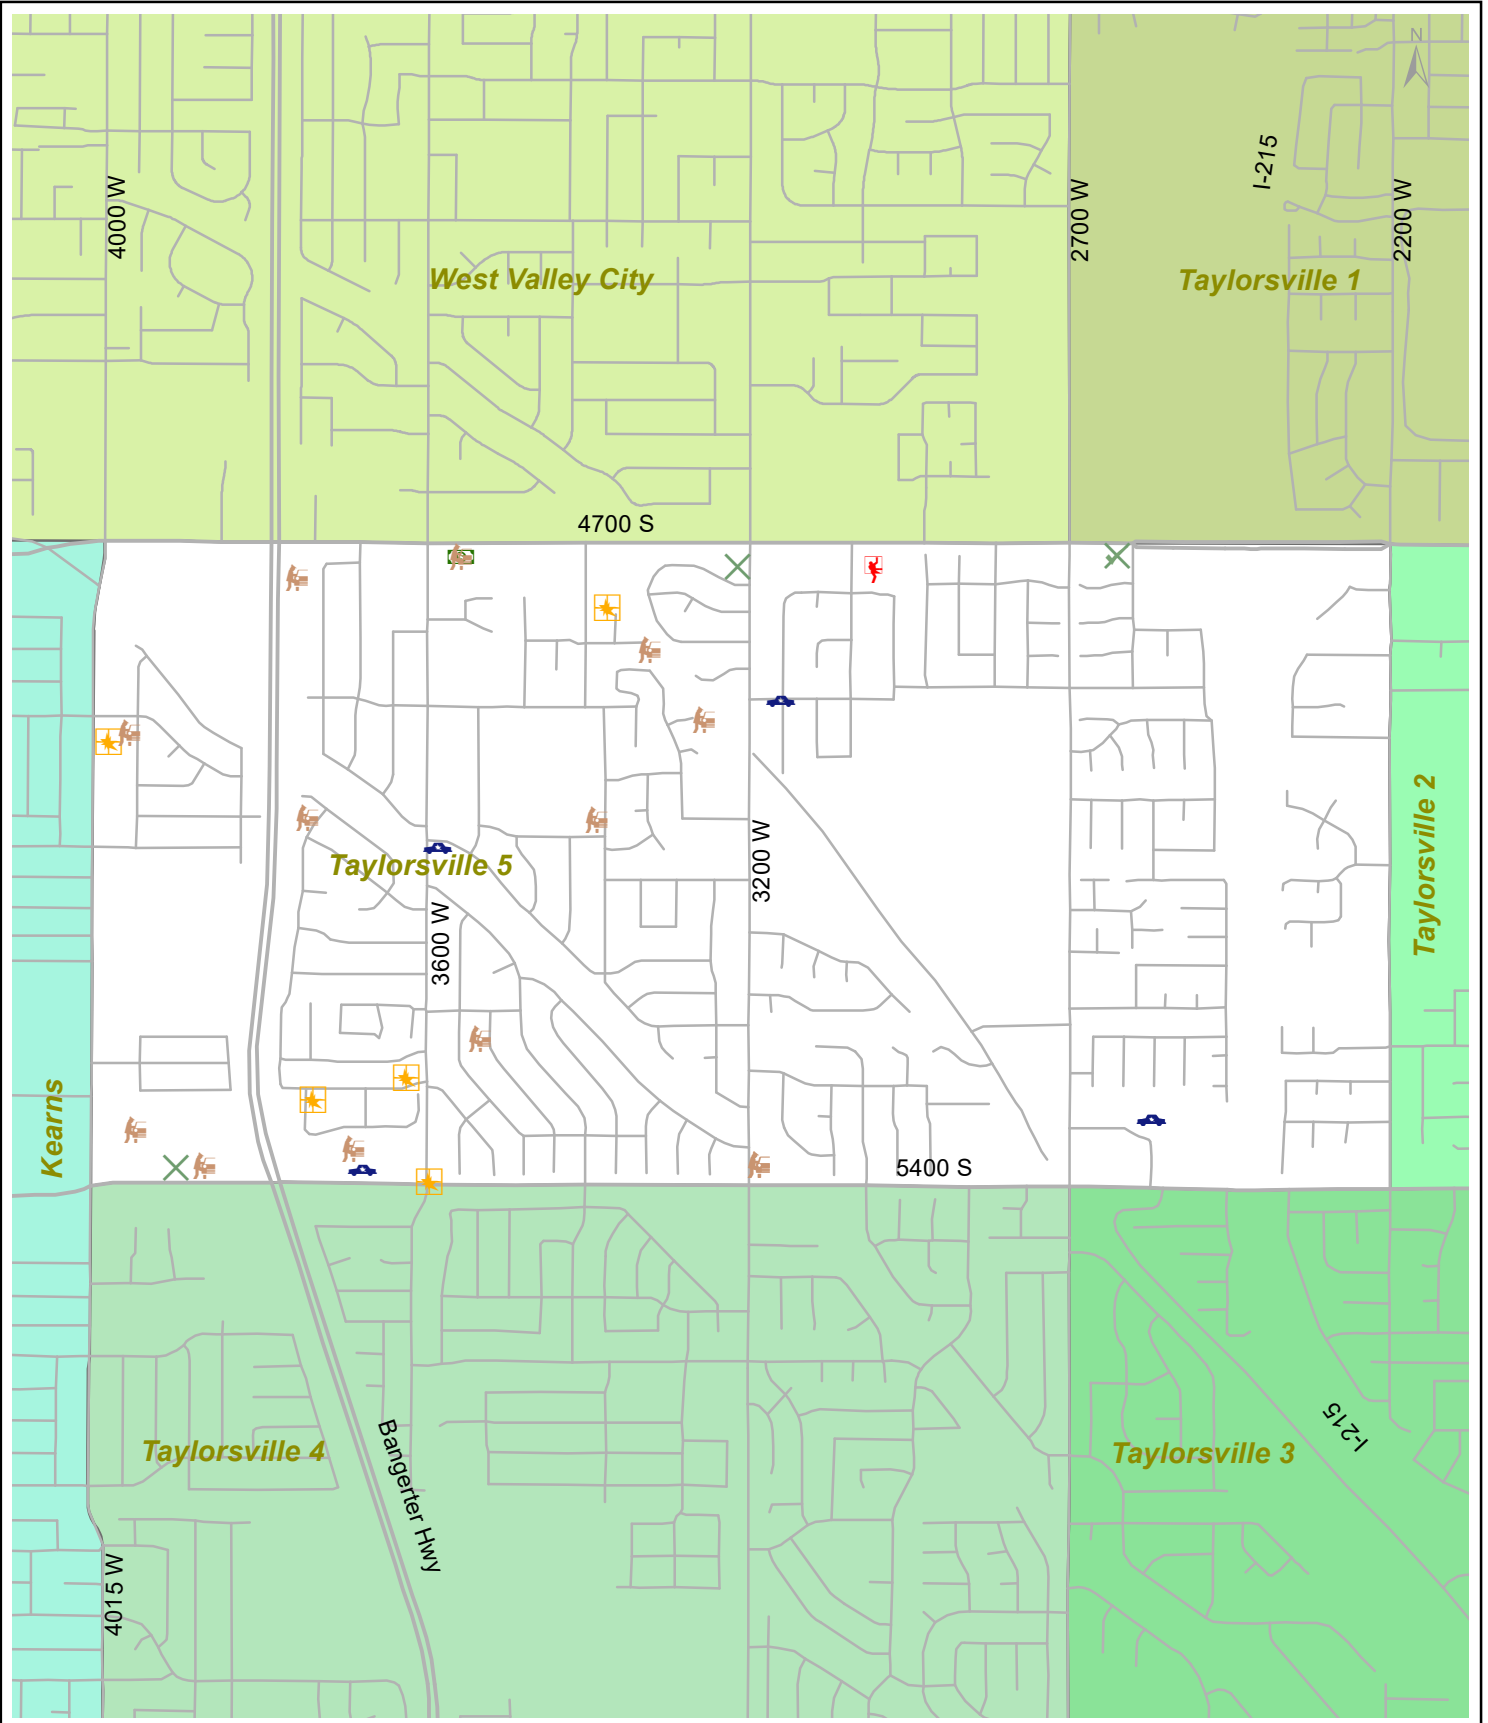 N
I-215
4000 W
2700 W
2200 W
West Valley City
Taylorsville 1
4700 S
Taylorsville 2
3200 W
Taylorsville 5
3600 W
Kearns
5400 S
Taylorsville 4
Bangerter Hwy
I-215
Taylorsville 3
4015 W